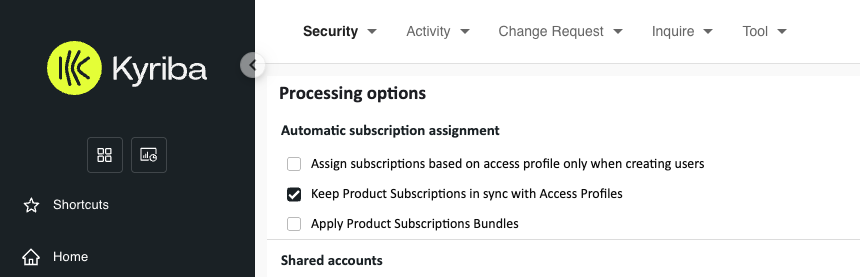 Kyriba
Security Activity Change Request Inquire Tool
Processing options
Automatic subscription assignment
Assign subscriptions based on access profile only when creating users
Keep Product Subscriptions in sync with Access Profiles
Apply Product Subscriptions Bundles
Shared accounts
Shortcuts
Home